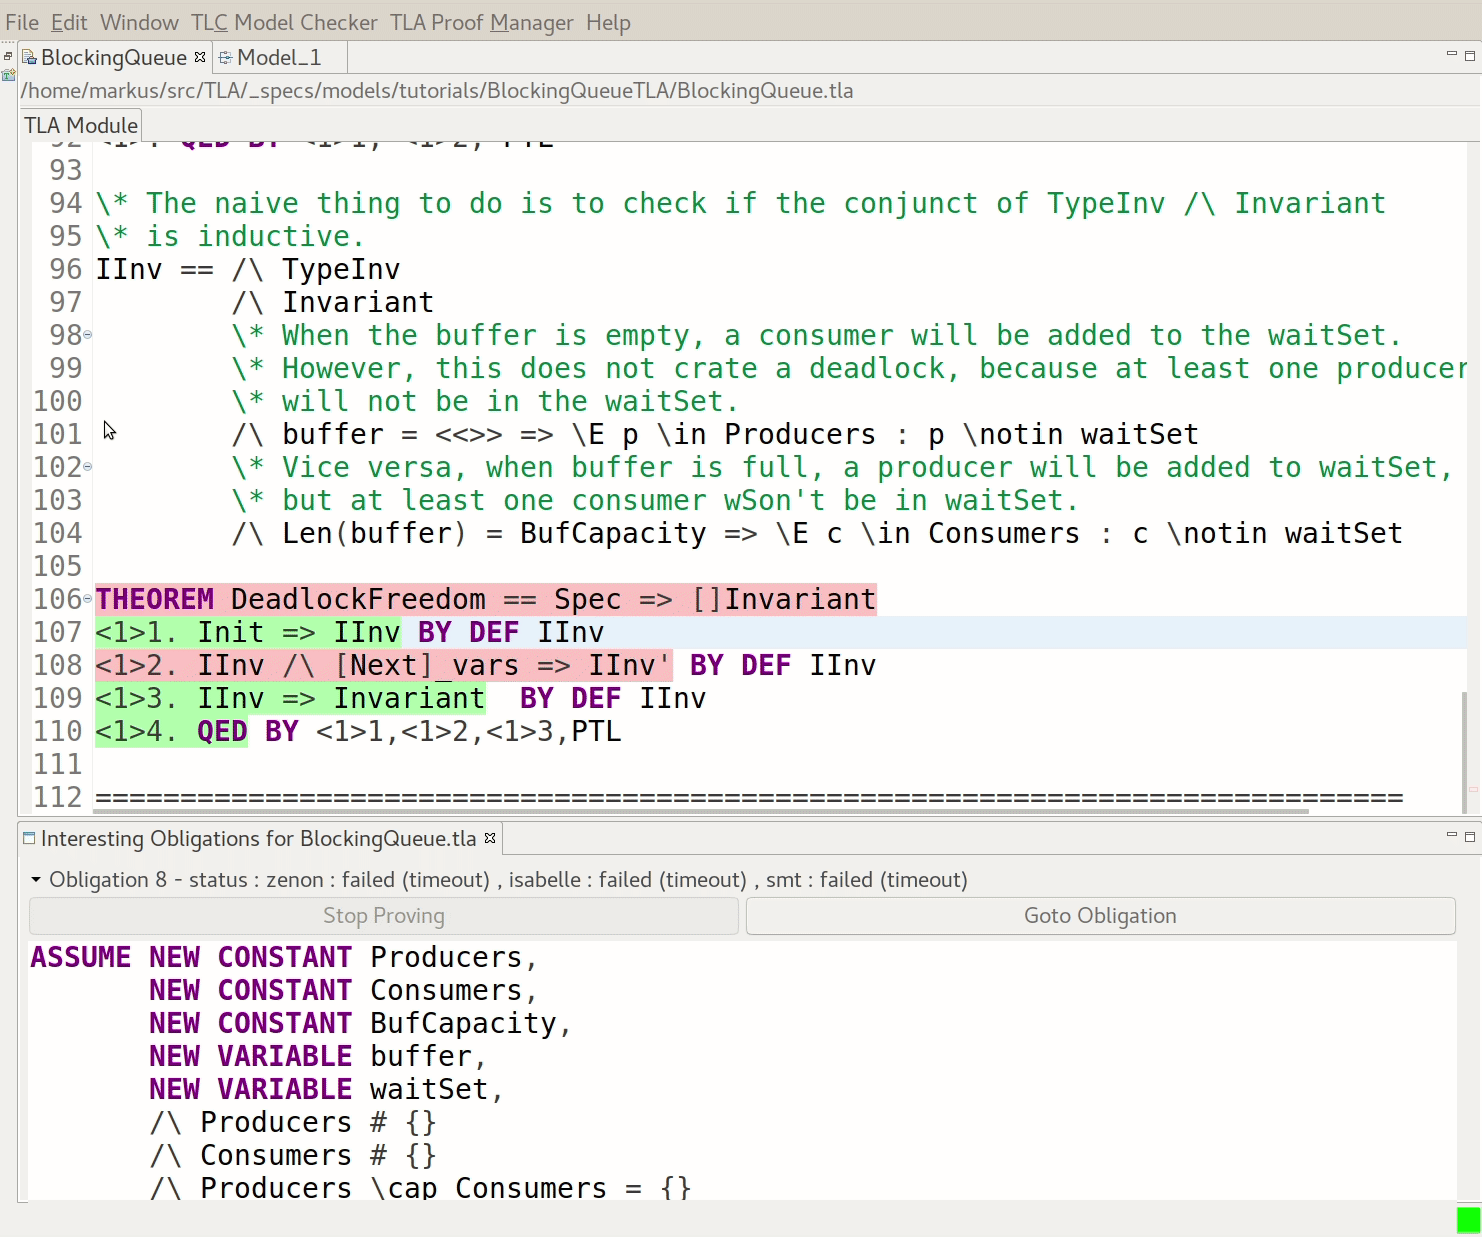 File Edit Window TLC Model Checker TLA Proof Manager Help
BlockingQueue Model_1
/home/markus/src/TLA/_specs/models/tutorials/BlockingQueueTLA/BlockingQueue.tla
TLA Module
92 <1>. QED BY <1>1, <1>2, PTL
93
94 \* The naive thing to do is to check if the conjunct of TypeInv /\ Invariant
95 \* is inductive.
96 IInv == /\ TypeInv
97 /\ Invariant
98 \* When the buffer is empty, a consumer will be added to the waitSet.
99 \* However, this does not crate a deadlock, because at least one producer
100 \* will not be in the waitSet.
101 /\ buffer = <<>> => \E p \in Producers : p \notin waitSet
102 \* Vice versa, when buffer is full, a producer will be added to waitSet,
103 \* but at least one consumer wSon't be in waitSet.
104 /\ Len(buffer) = BufCapacity => \E c \in Consumers : c \notin waitSet
105
106 THEOREM DeadlockFreedom == Spec => []Invariant
107 <1>1. Init => IInv BY DEF IInv
108 <1>2. IInv /\ [Next]_vars => IInv' BY DEF IInv
109 <1>3. IInv => Invariant BY DEF IInv
110 <1>4. QED BY <1>1,<1>2,<1>3,PTL
111
112 =============================================================================
Interesting Obligations for BlockingQueue.tla
Obligation 8 - status : zenon : failed (timeout) , isabelle : failed (timeout) , smt : failed (timeout)
Stop Proving Goto Obligation
ASSUME NEW CONSTANT Producers,
NEW CONSTANT Consumers,
NEW CONSTANT BufCapacity,
NEW VARIABLE buffer,
NEW VARIABLE waitSet,
/\ Producers # {}
/\ Consumers # {}
/\ Producers \cap Consumers = {}